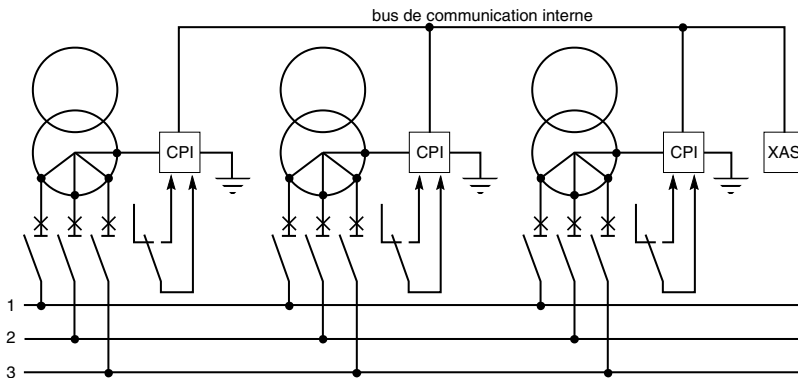 bus de communication interne
CPI
CPI
CPI
XAS
1
2
3